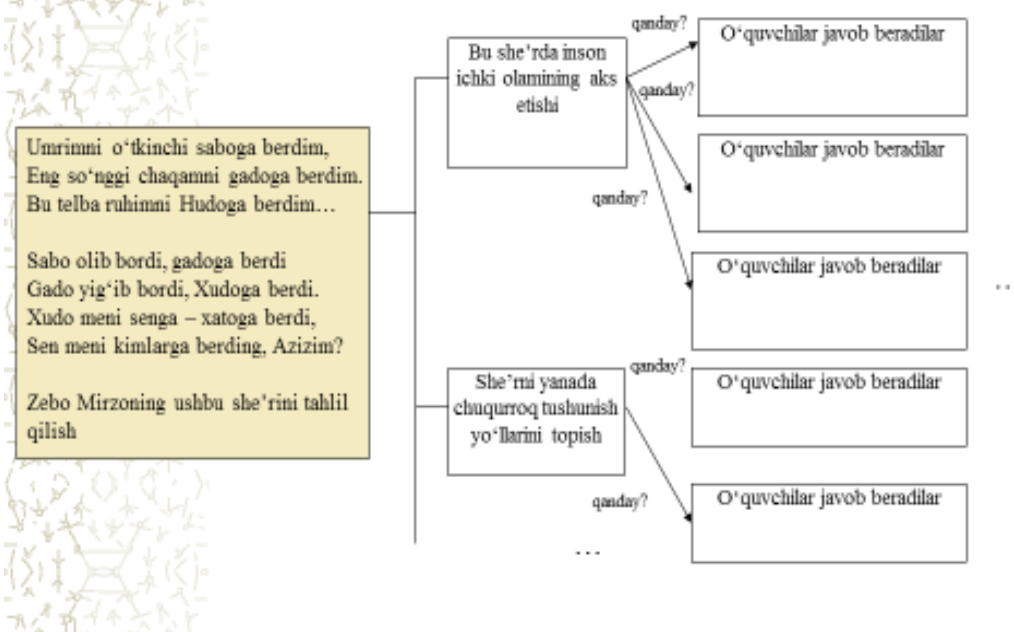 Umrimni o‘tkinchi saboga berdim,
Eng so‘nggi chaqamni gadoga berdim.
Bu telba ruhimni Hudoga berdim…
Sabo olib bordi, gadoga berdi
Gado yig‘ib bordi, Xudoga berdi.
Xudo meni senga – xatoga berdi,
Sen meni kimlarga berding, Azizim?
Zebo Mirzoning ushbu she’rini tahlil
qilish
Bu she’rda inson
ichki olamining aks
etishi
qanday?
O‘quvchilar javob beradilar
qanday?
O‘quvchilar javob beradilar
qanday?
O‘quvchilar javob beradilar
..
She’rni yanada
chuqurroq tushunish
yo‘llarini topish
qanday?
O‘quvchilar javob beradilar
qanday?
O‘quvchilar javob beradilar
...